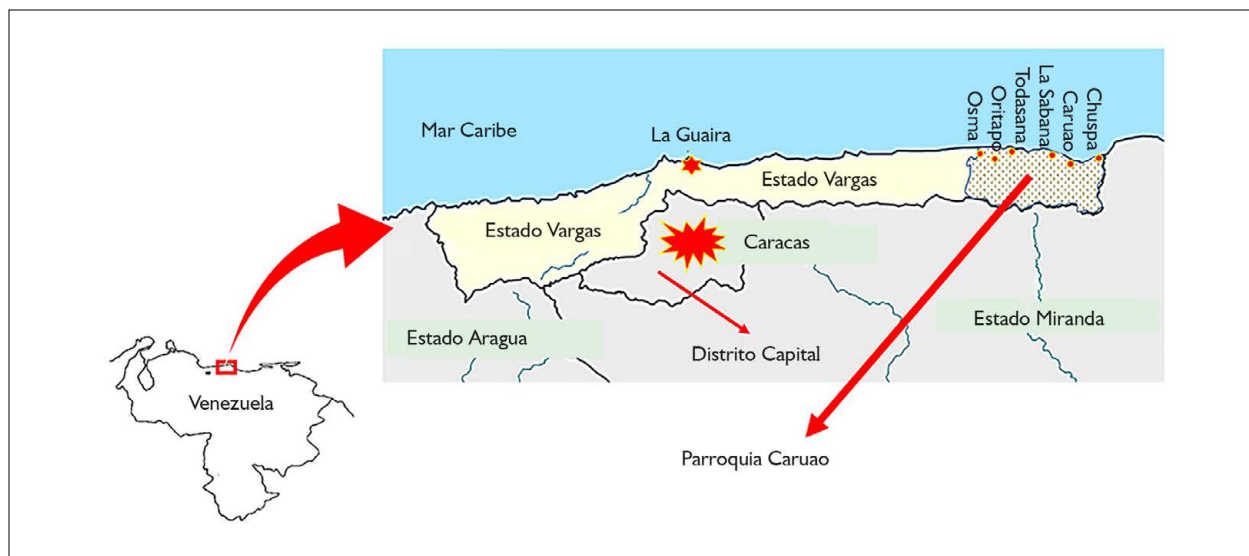 Mar Caribe
La Guaira
Osma
Oritapo
Todasana
La Sabana
Caruao
Chuspa
Estado Vargas
Estado Vargas
Caracas
Estado Aragua
Distrito Capital
Estado Miranda
Venezuela
Parroquia Caruao